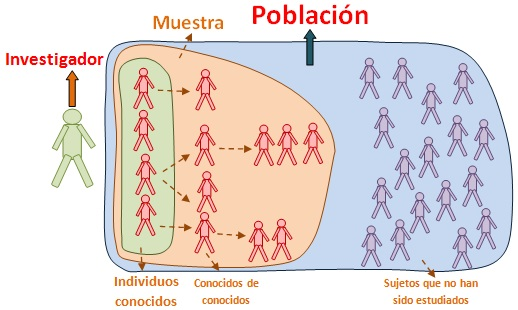 Población
Muestra
Investigador
Individuos
conocidos
Conocidos de
conocidos
Sujetos que no han
sido estudiados